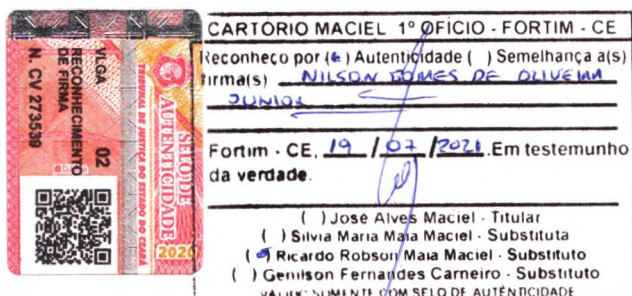 VLGA 02
RECONHECIMENTO
DE FIRMA
N. CV 273539
SELO DE
AUTENTICIDADE
TRIBUNAL DE JUSTIÇA DO ESTADO DO CEARÁ
2020
CARTÓRIO MACIEL 1º OFÍCIO - FORTIM - CE
Reconheço por (x) Autenticidade ( ) Semelhança a(s)
firma(s) NILSON GOMES DE OLIVEIRA
JUNIOR
Fortim - CE, 19 / 07 / 2021. Em testemunho
da verdade.
( ) José Alves Maciel - Titular
( ) Silvia Maria Maia Maciel - Substituta
( ) Ricardo Robson Maia Maciel - Substituto
( ) Genilson Fernandes Carneiro - Substituto
VÁLIDO SOMENTE COM SELO DE AUTENTICIDADE